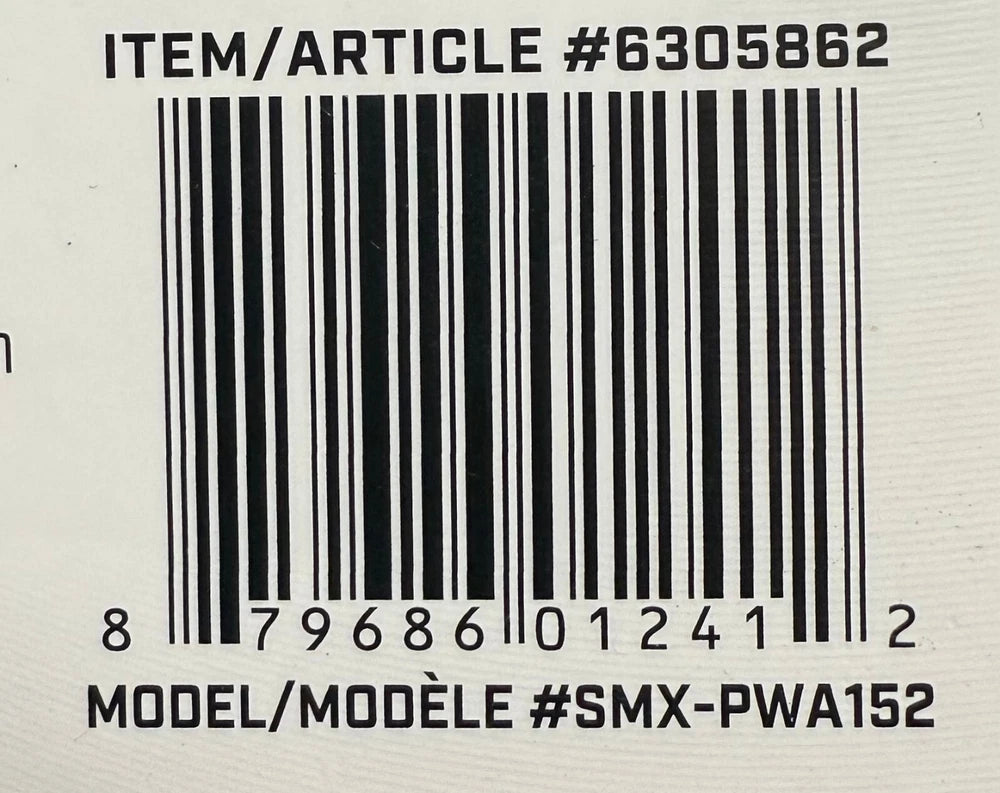 ITEM/ARTICLE #6305862
8 79686 01241 2
MODEL/MODÈLE #SMX-PWA152